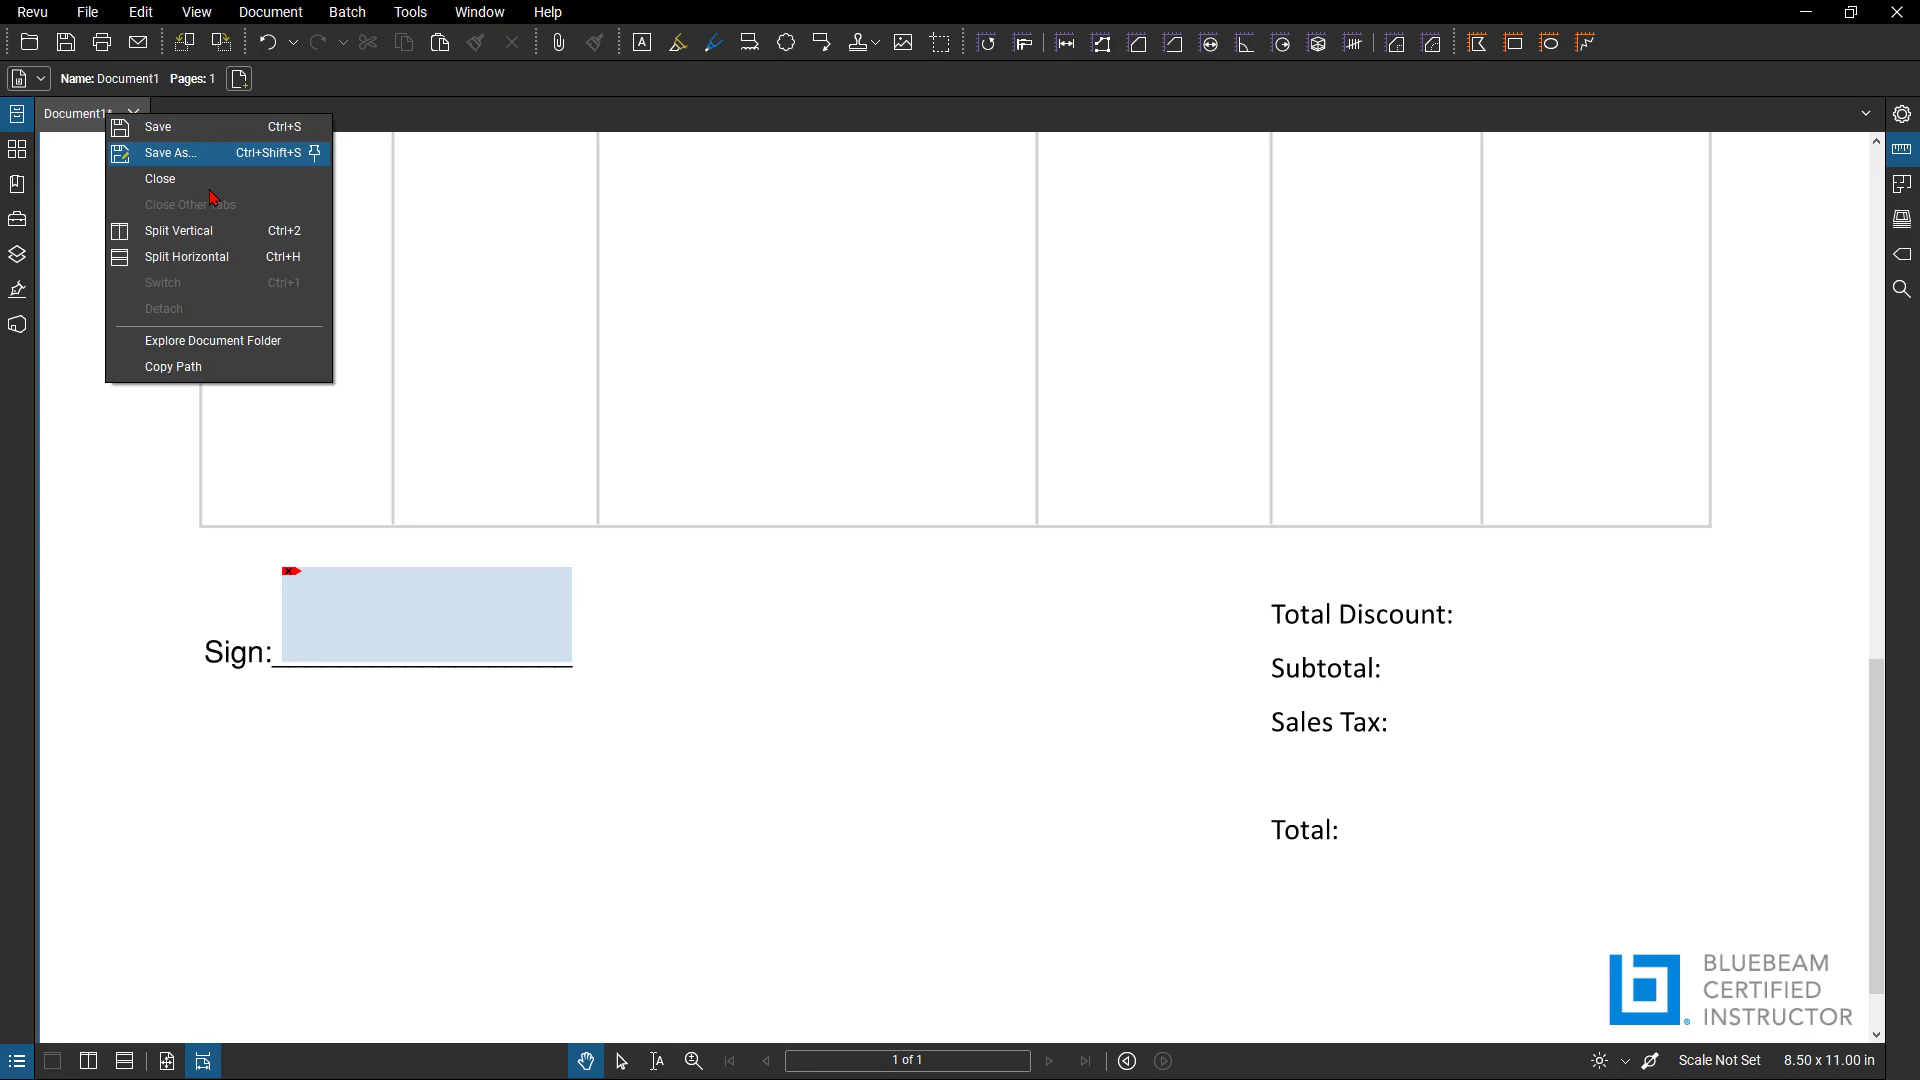 Revu File Edit View Document Batch Tools Window Help
Name: Document1 Pages: 1
Document1*
Save Ctrl+S
Save As... Ctrl+Shift+S
Close
Close Other Tabs
Split Vertical Ctrl+2
Split Horizontal Ctrl+H
Switch Ctrl+1
Detach
Explore Document Folder
Copy Path
Sign:
Total Discount:
Subtotal:
Sales Tax:
Total:
BLUEBEAM
CERTIFIED
INSTRUCTOR
1 of 1
Scale Not Set 8.50 x 11.00 in